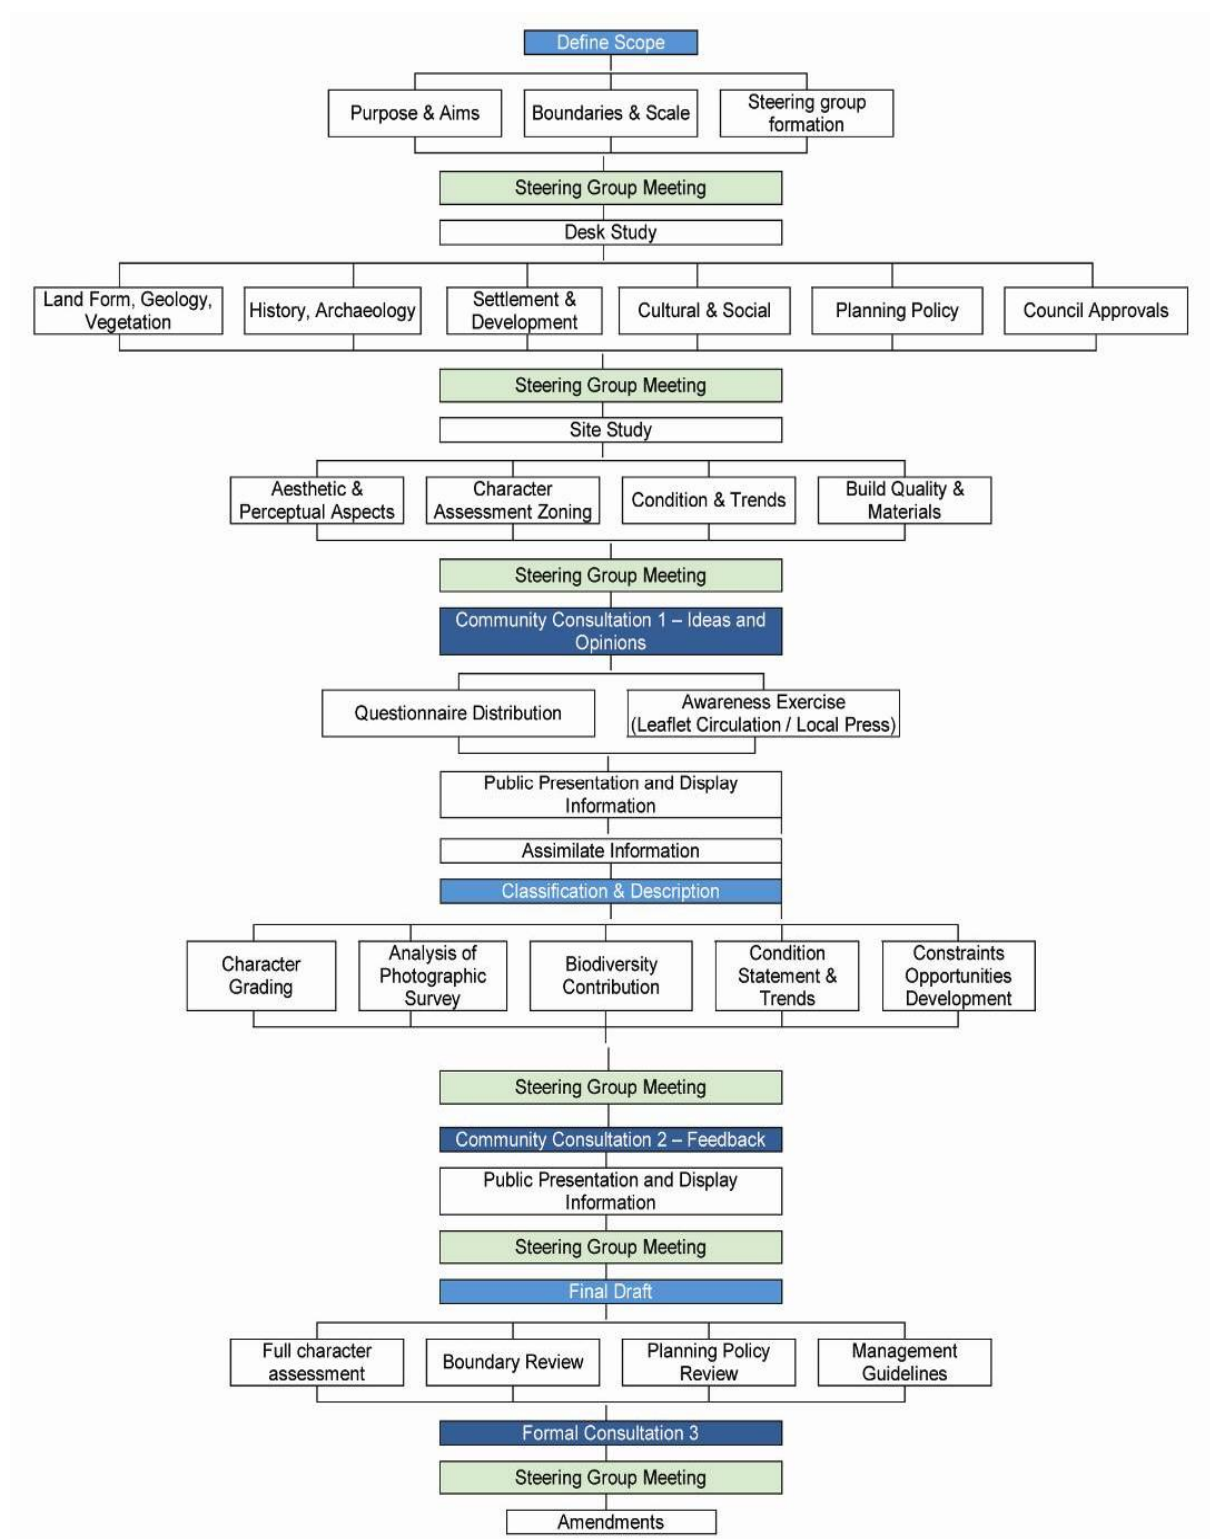 Define Scope
Purpose & Aims
Boundaries & Scale
Steering group
formation
Steering Group Meeting
Desk Study
Land Form, Geology,
Vegetation
History, Archaeology
Settlement &
Development
Cultural & Social
Planning Policy
Council Approvals
Steering Group Meeting
Site Study
Aesthetic &
Perceptual Aspects
Character
Assessment Zoning
Condition & Trends
Build Quality &
Materials
Steering Group Meeting
Community Consultation 1 – Ideas and
Opinions
Questionnaire Distribution
Awareness Exercise
(Leaflet Circulation / Local Press)
Public Presentation and Display
Information
Assimilate Information
Classification & Description
Character
Grading
Analysis of
Photographic
Survey
Biodiversity
Contribution
Condition
Statement &
Trends
Constraints
Opportunities
Development
Steering Group Meeting
Community Consultation 2 – Feedback
Public Presentation and Display
Information
Steering Group Meeting
Final Draft
Full character
assessment
Boundary Review
Planning Policy
Review
Management
Guidelines
Formal Consultation 3
Steering Group Meeting
Amendments